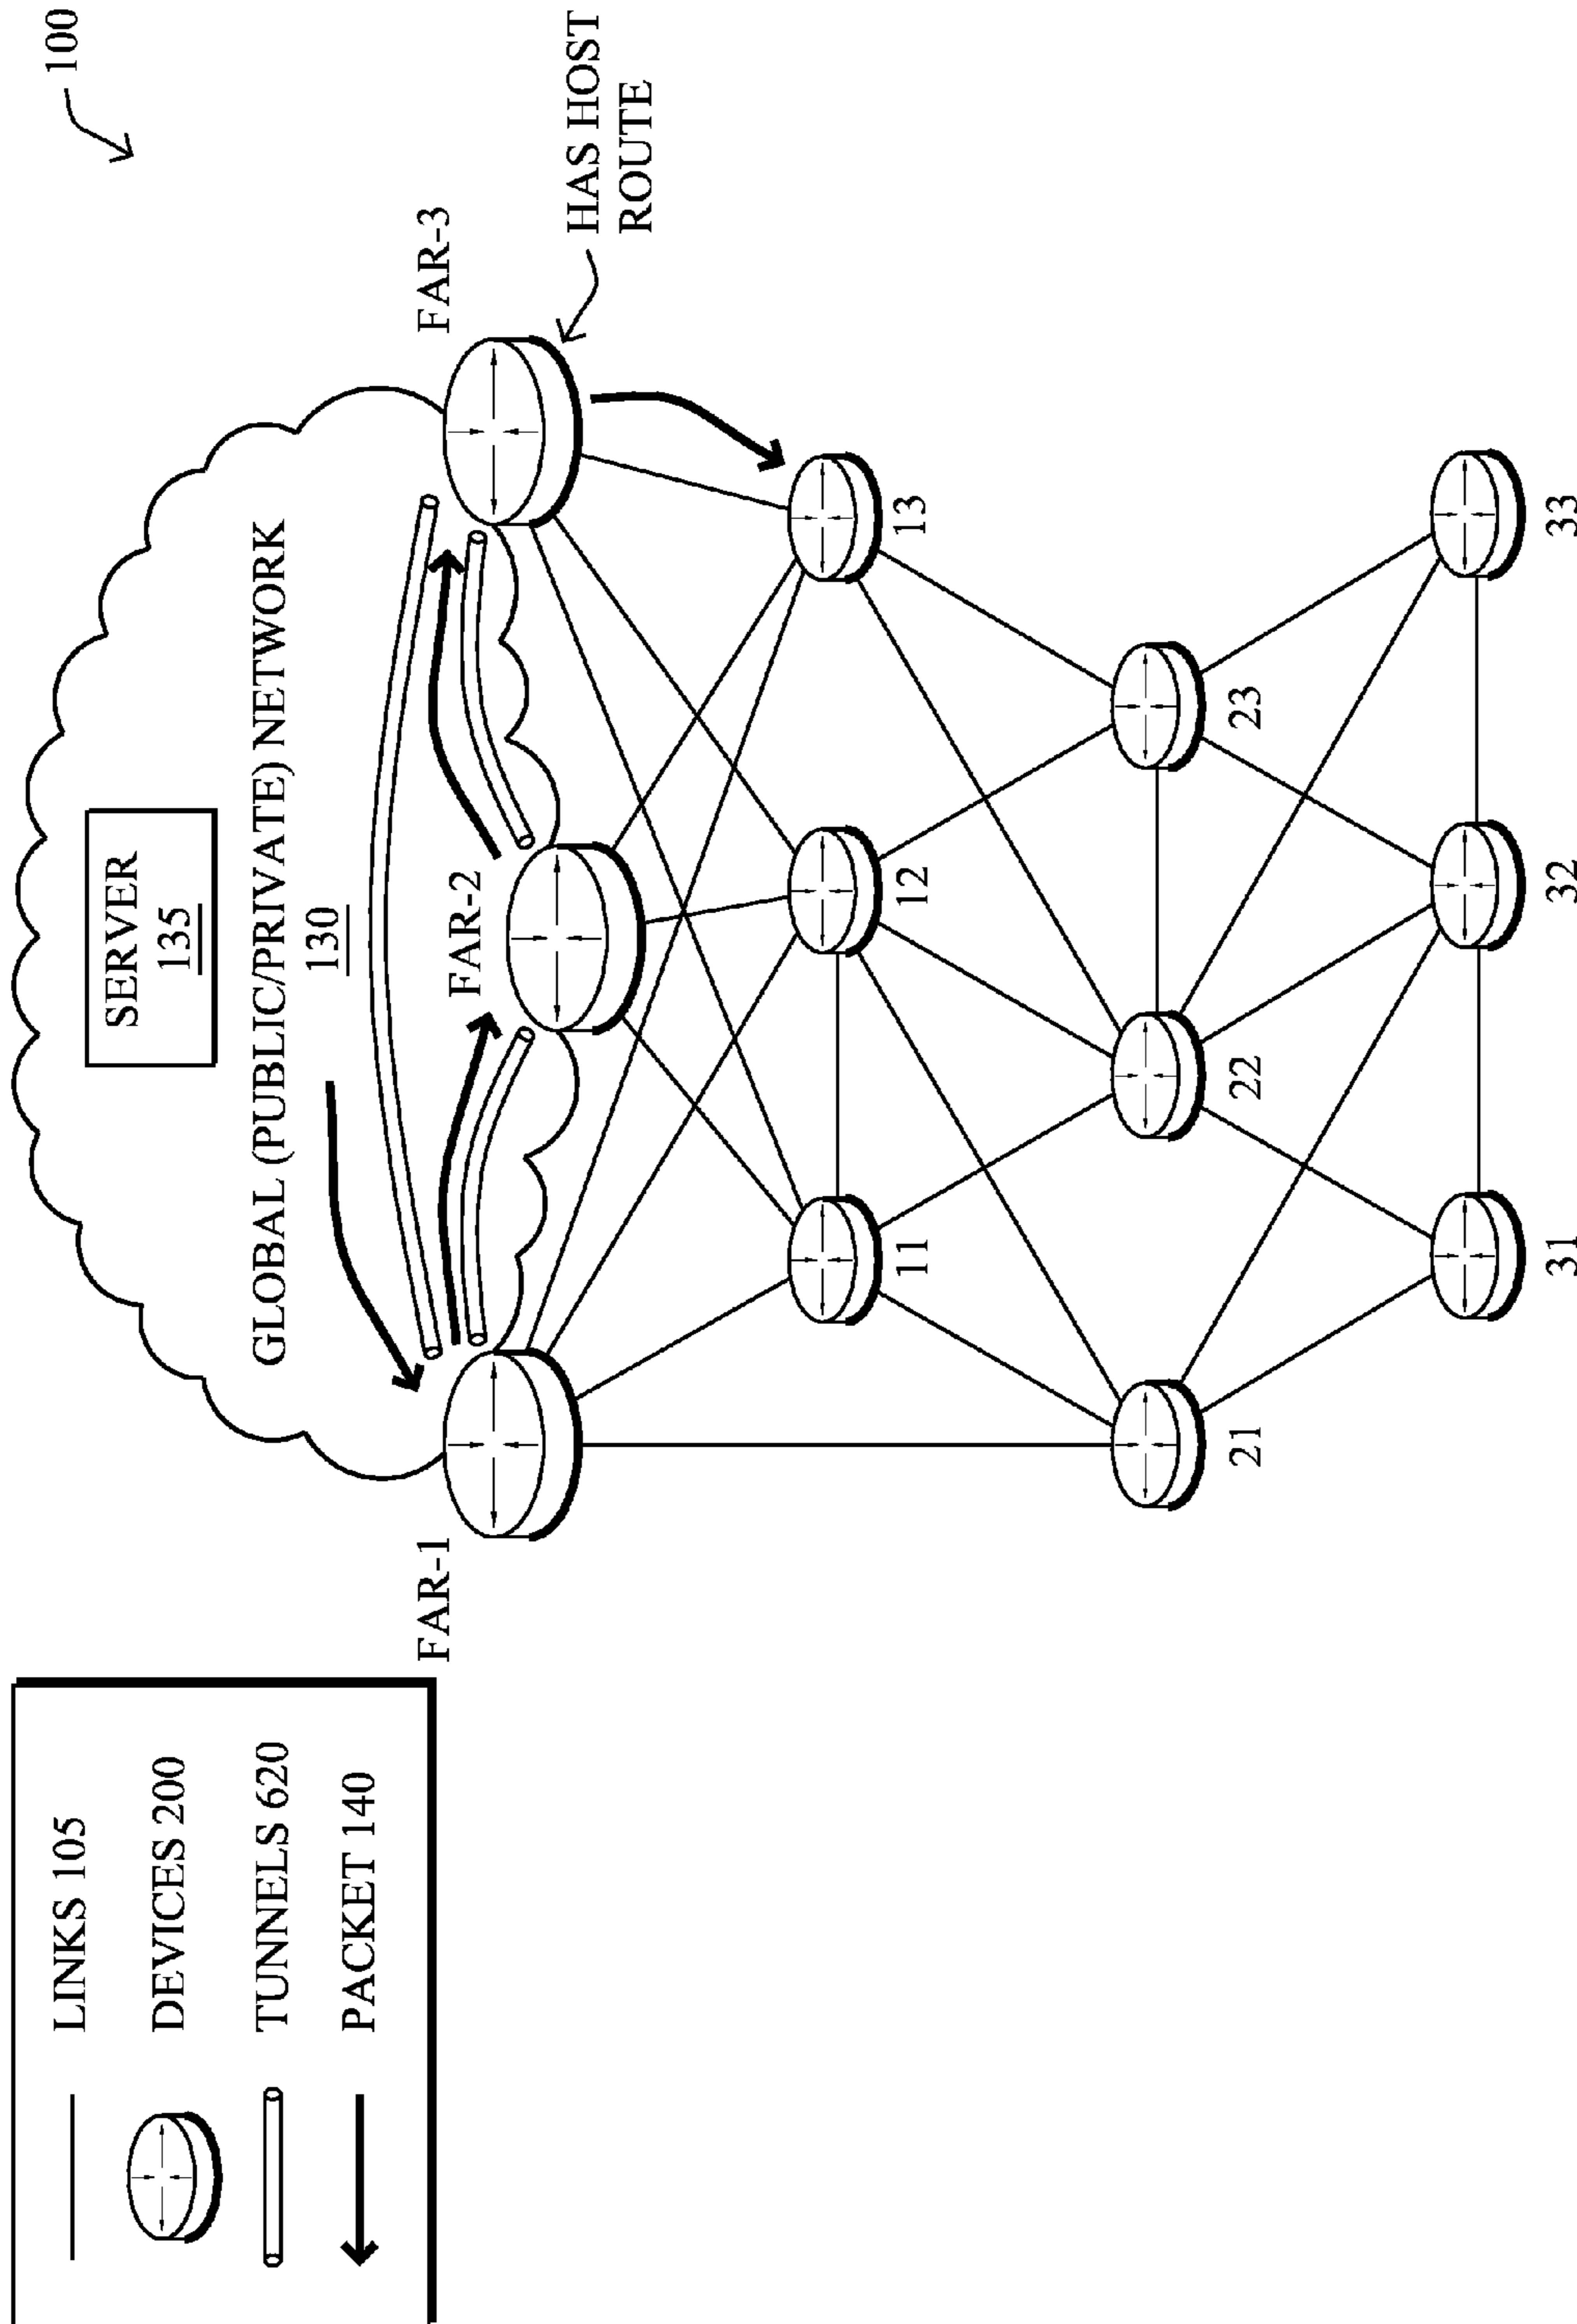 LINKS 105
DEVICES 200
TUNNELS 620
PACKET 140
100
SERVER
135
GLOBAL (PUBLIC/PRIVATE) NETWORK
130
FAR-1
FAR-2
FAR-3
HAS HOST
ROUTE
11
12
13
21
22
23
31
32
33